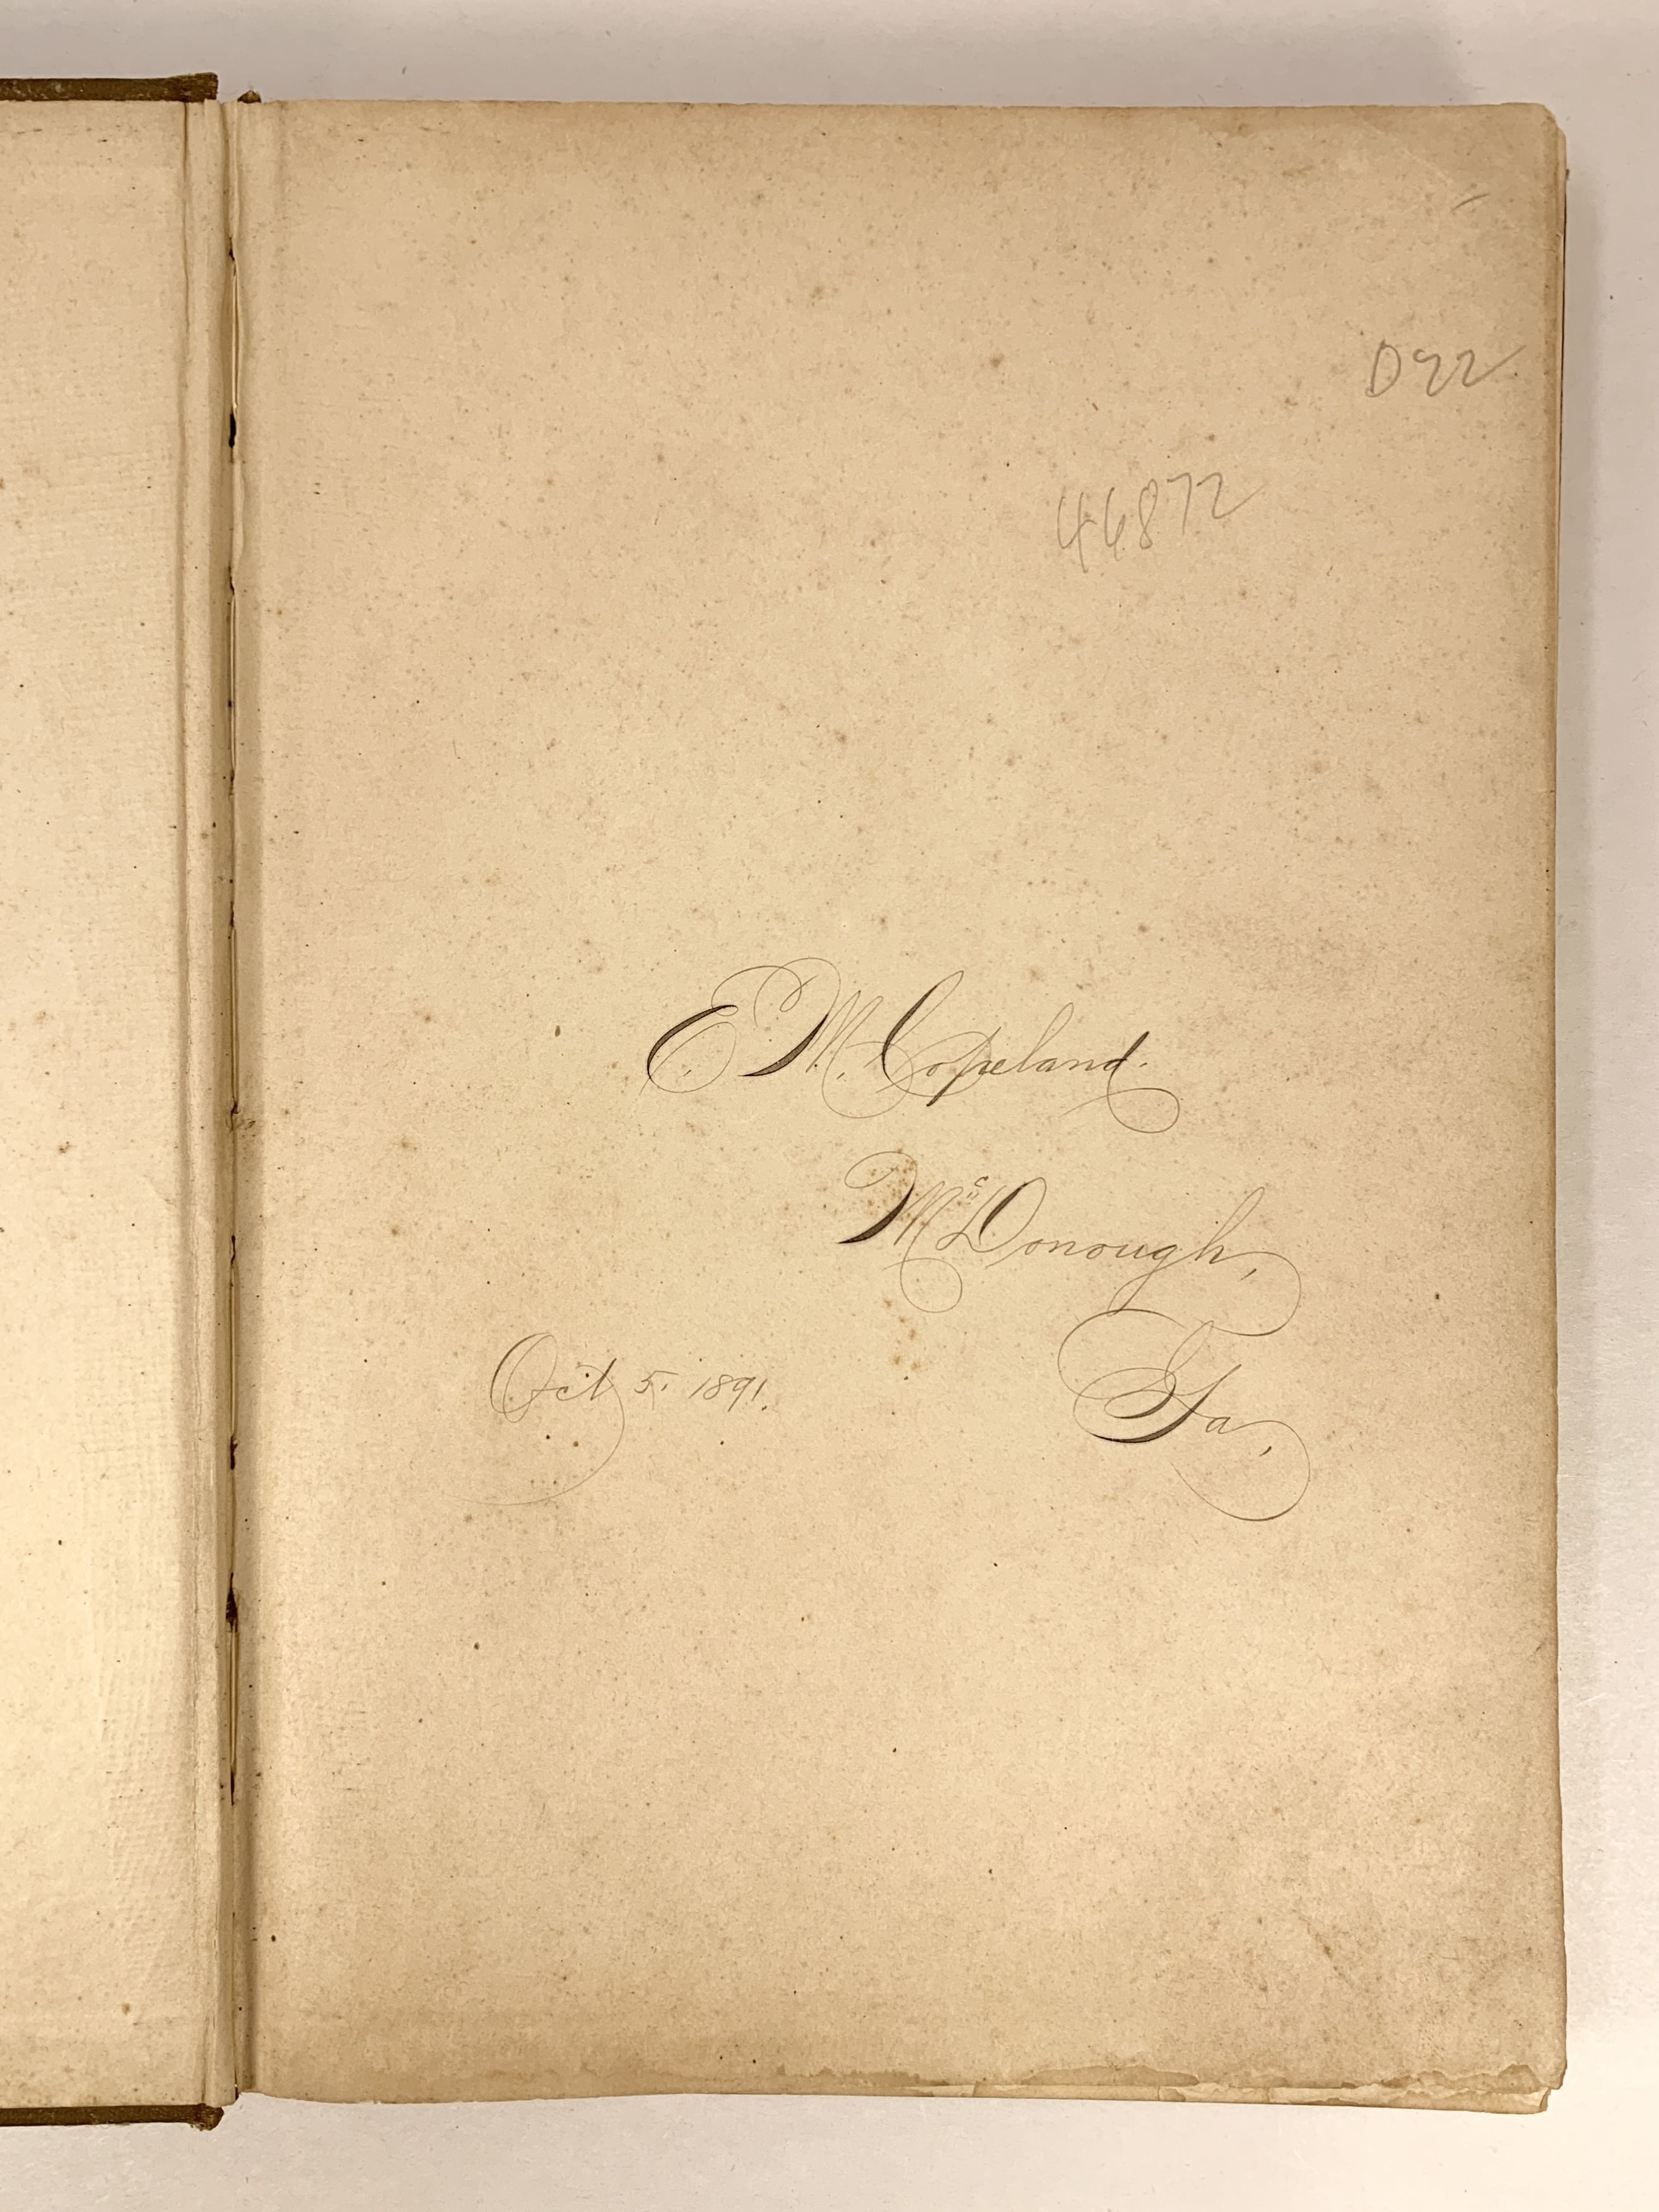 D22
44872
E. M. Copeland.
McDonough,
Ga,
Oct 5, 1891.